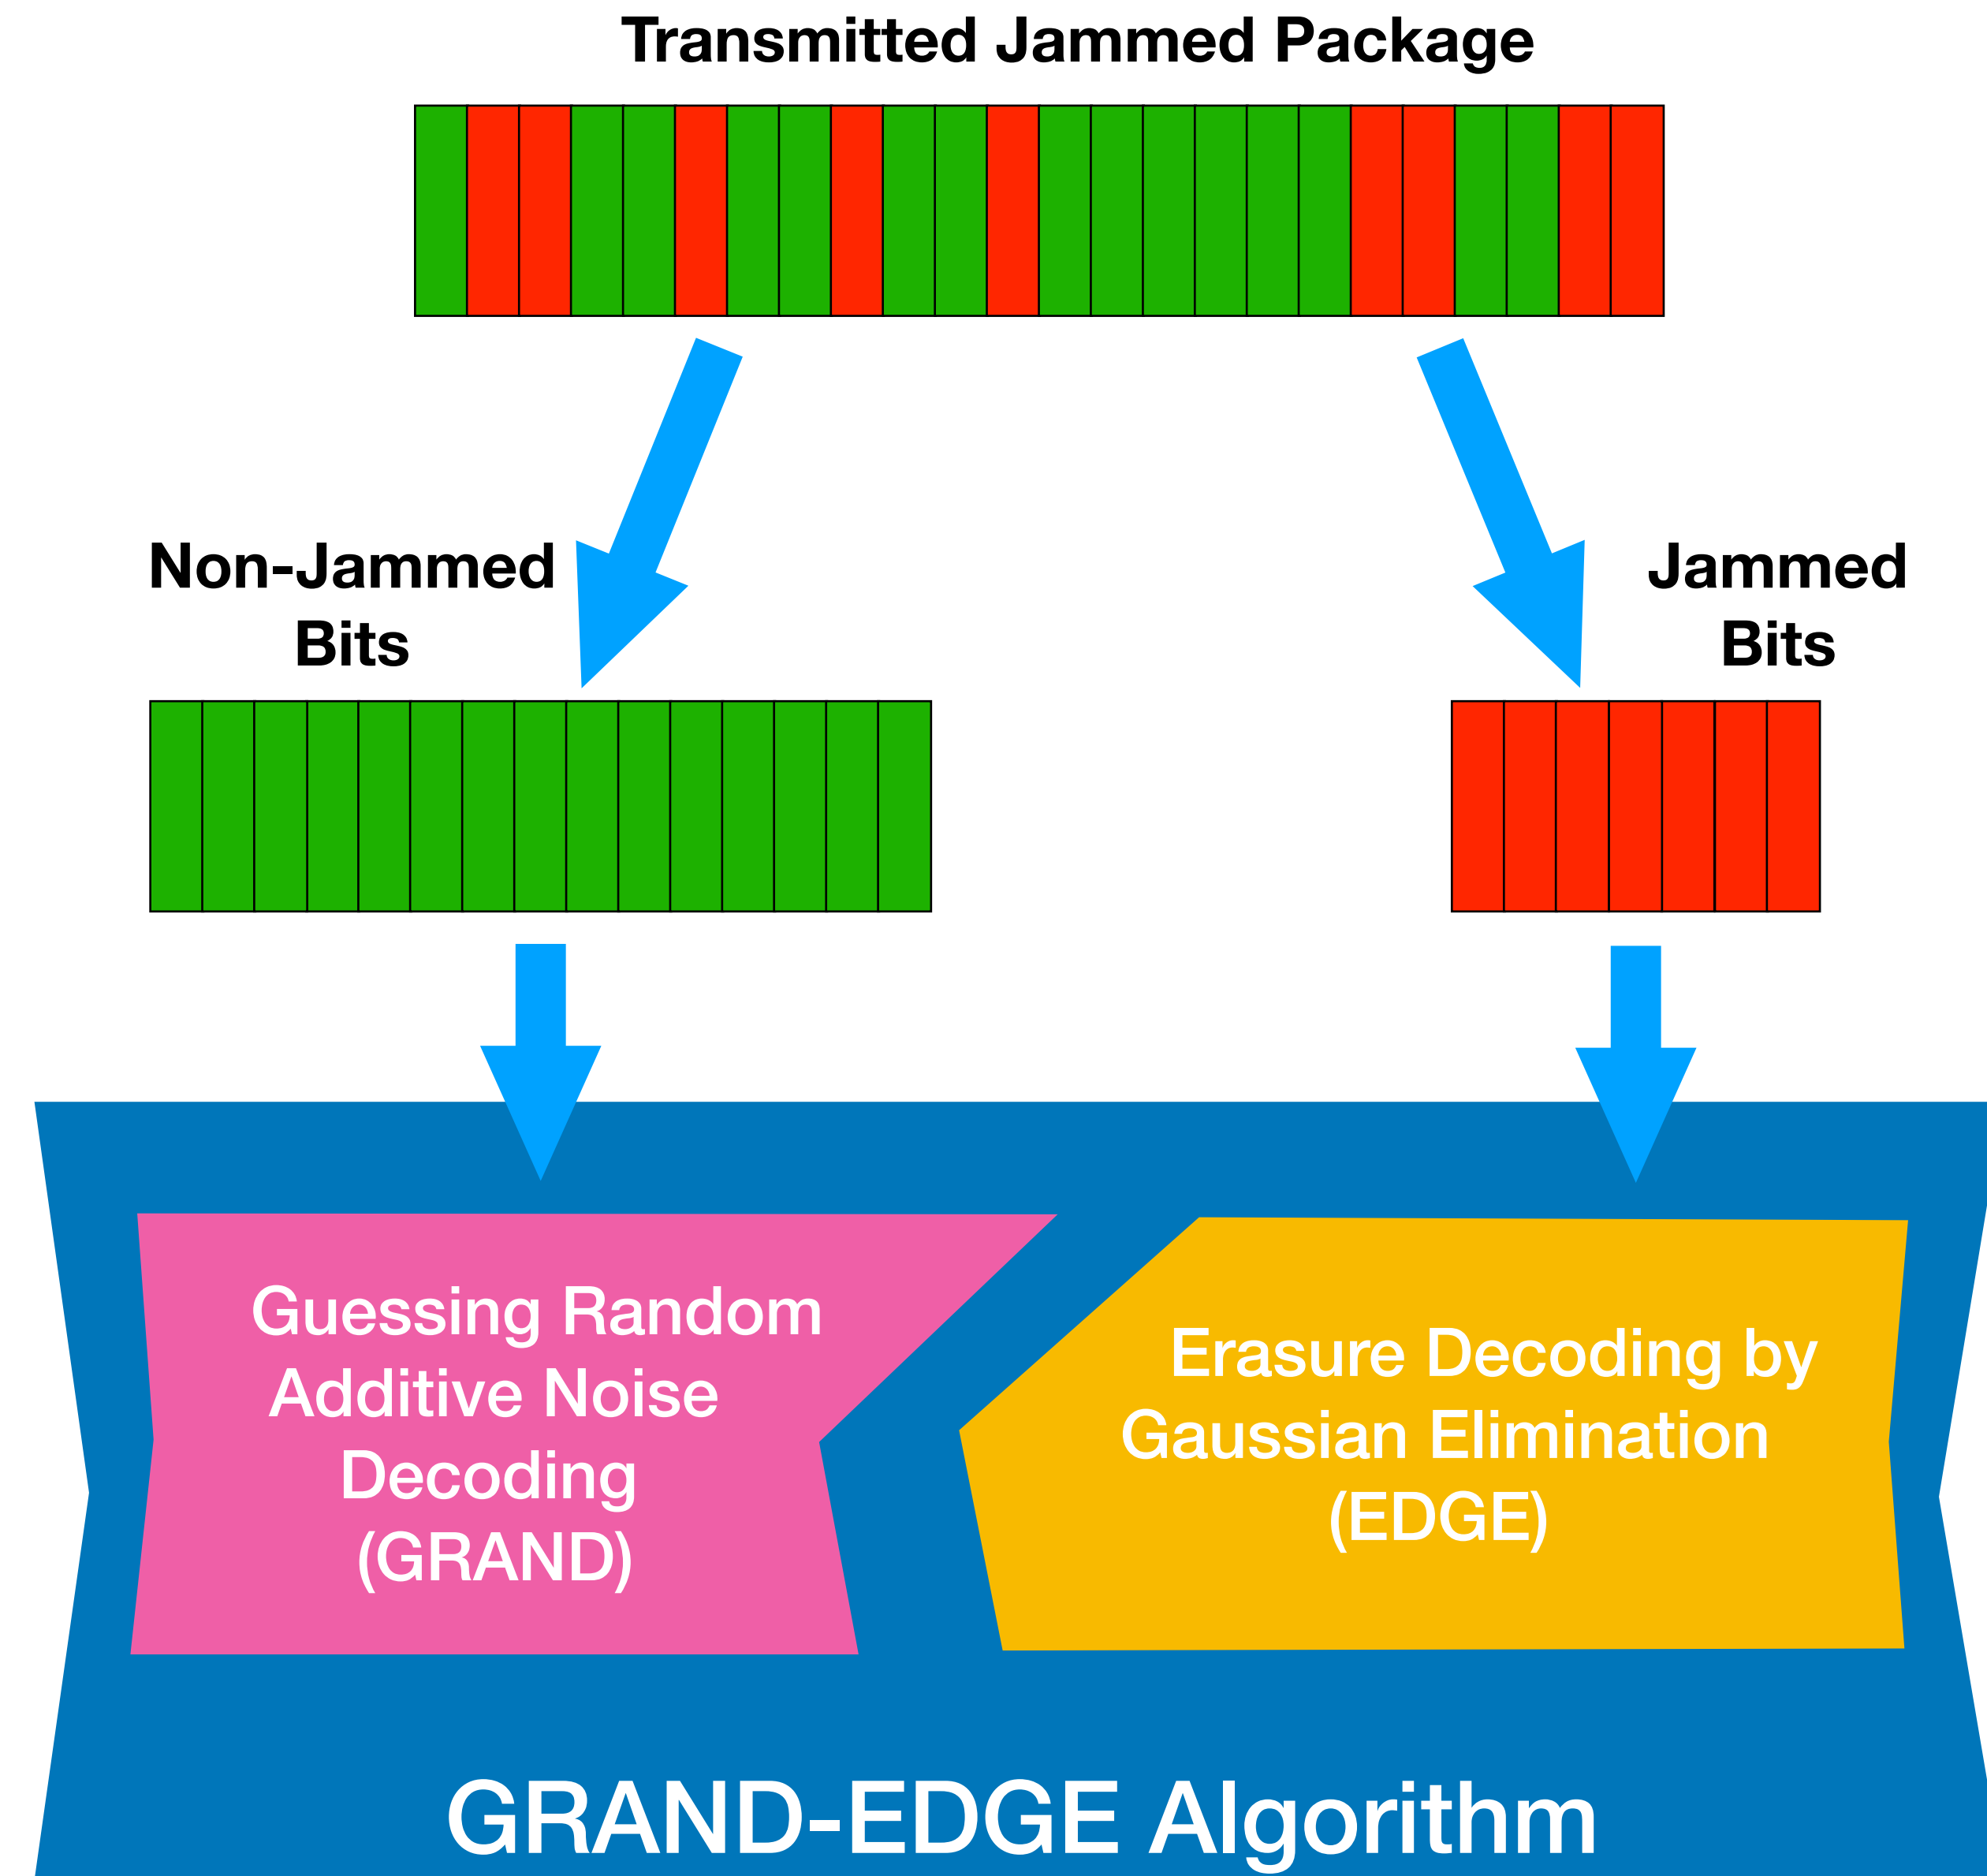 Transmitted Jammed Package
Non-Jammed
Bits
Jammed
Bits
Guessing Random
Additive Noise
Decoding
(GRAND)
Erasure Decoding by
Gaussian Elimination
(EDGE)
GRAND-EDGE Algorithm